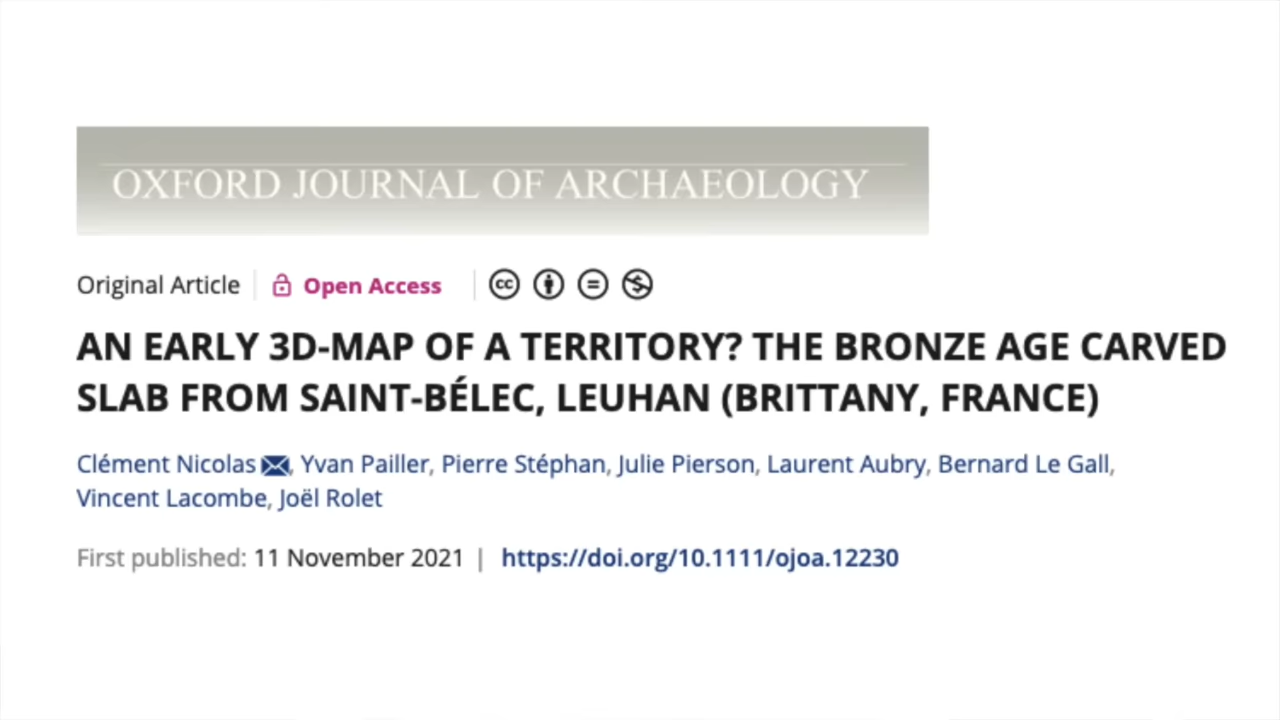 OXFORD JOURNAL OF ARCHAEOLOGY
Original Article Open Access cc
AN EARLY 3D-MAP OF A TERRITORY? THE BRONZE AGE CARVED
SLAB FROM SAINT-BÉLEC, LEUHAN (BRITTANY, FRANCE)
Clément Nicolas, Yvan Pailler, Pierre Stéphan, Julie Pierson, Laurent Aubry, Bernard Le Gall,
Vincent Lacombe, Joël Rolet
First published: 11 November 2021 | https://doi.org/10.1111/ojoa.12230